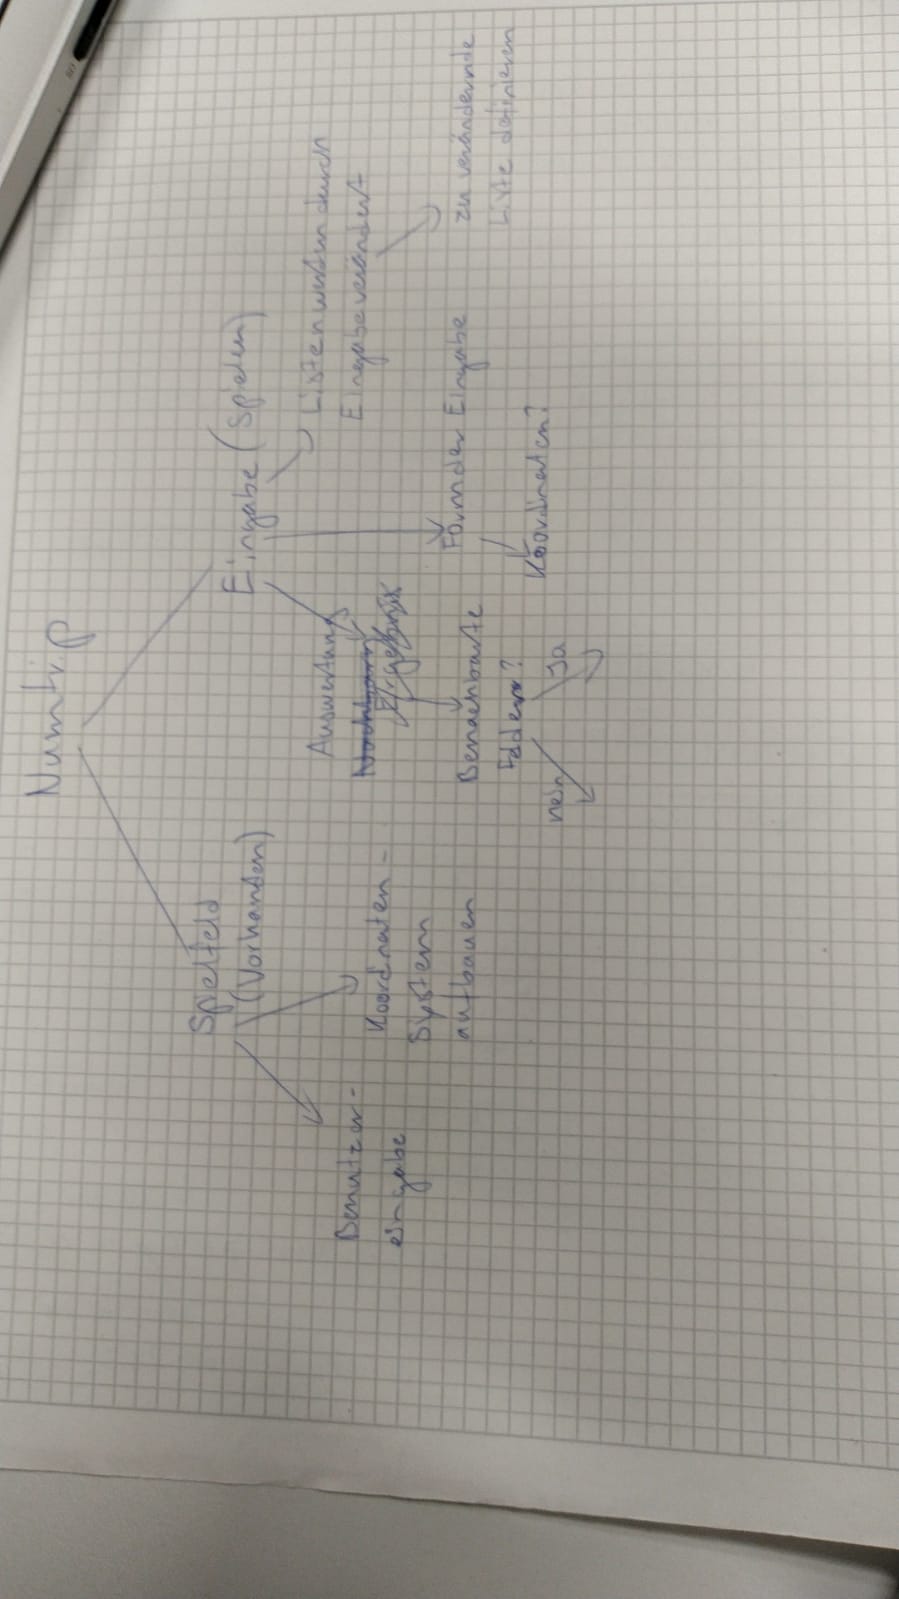 Numtrip
Spielfeld
(Vorhanden)
Benutzer-
eingabe
Koordinaten-
System
aufbauen
Eingabe (Spielen)
Auswertung
Ergebnis
Benachbarte
Felder?
nein
Ja
Form der Eingabe
Koordinaten?
Listen werden durch
Eingabe verändert
zu verändernde
Liste definieren